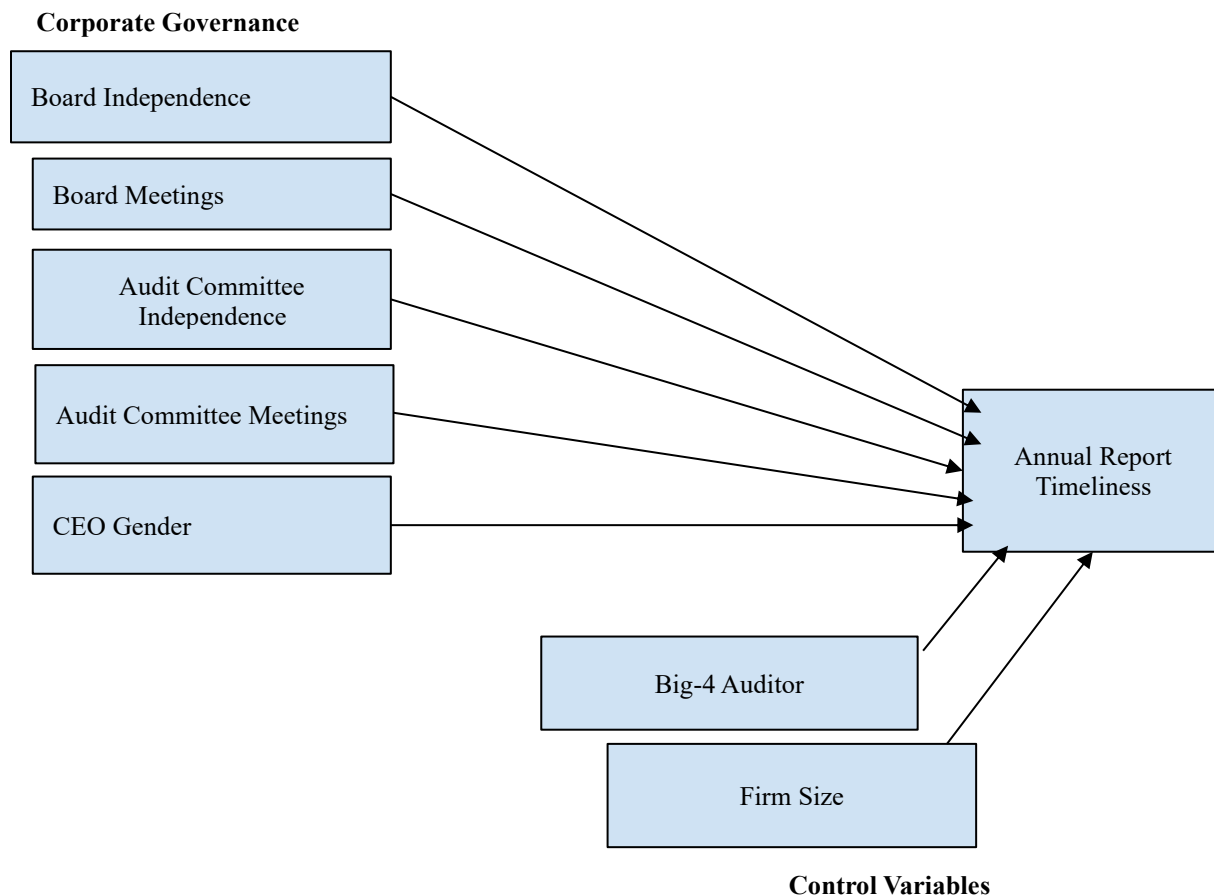 Corporate Governance
Board Independence
Board Meetings
Audit Committee
Independence
Audit Committee Meetings
CEO Gender
Annual Report
Timeliness
Big-4 Auditor
Firm Size
Control Variables